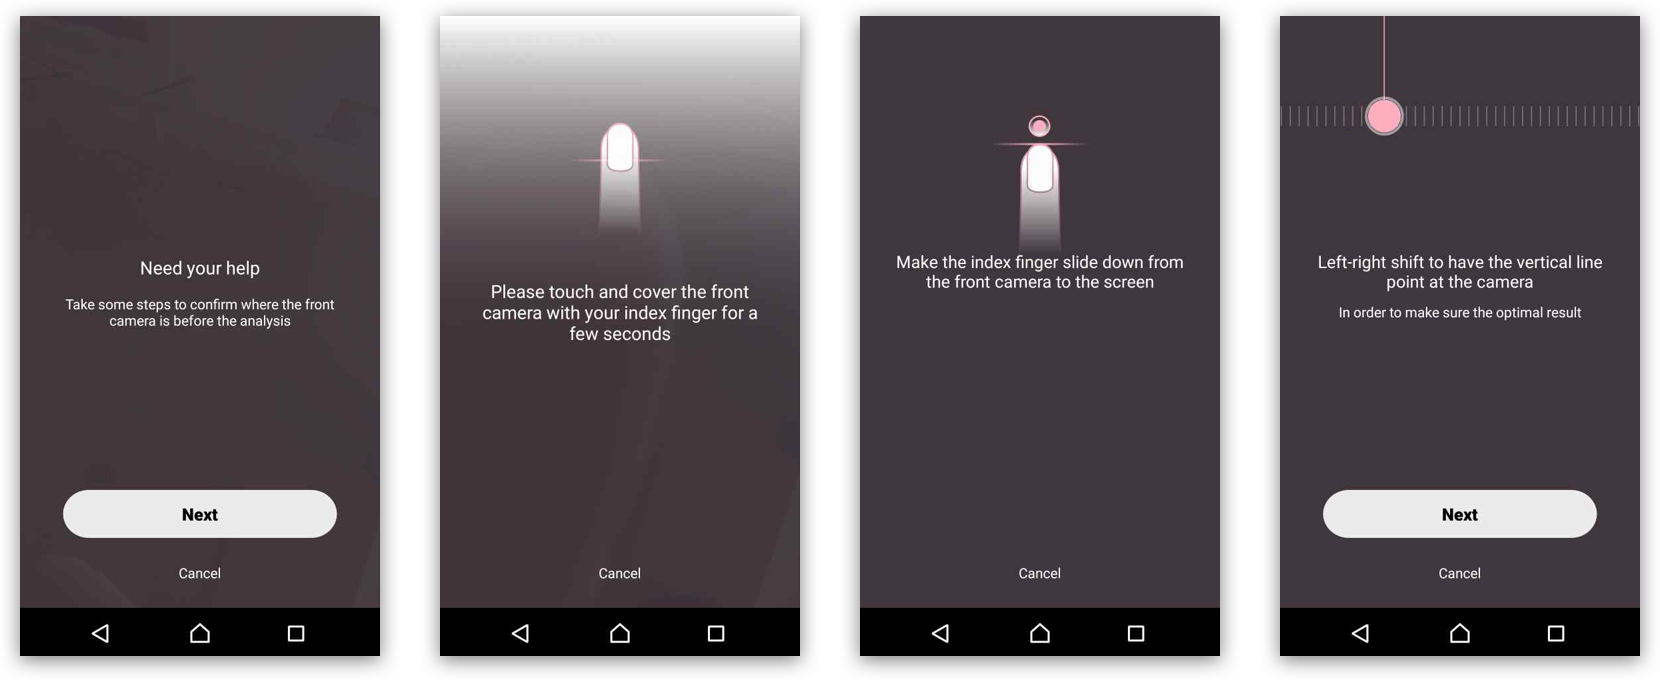 Need your help
Take some steps to confirm where the front
camera is before the analysis
Next
Cancel
Please touch and cover the front
camera with your index finger for a
few seconds
Cancel
Make the index finger slide down from
the front camera to the screen
Cancel
Left-right shift to have the vertical line
point at the camera
In order to make sure the optimal result
Next
Cancel